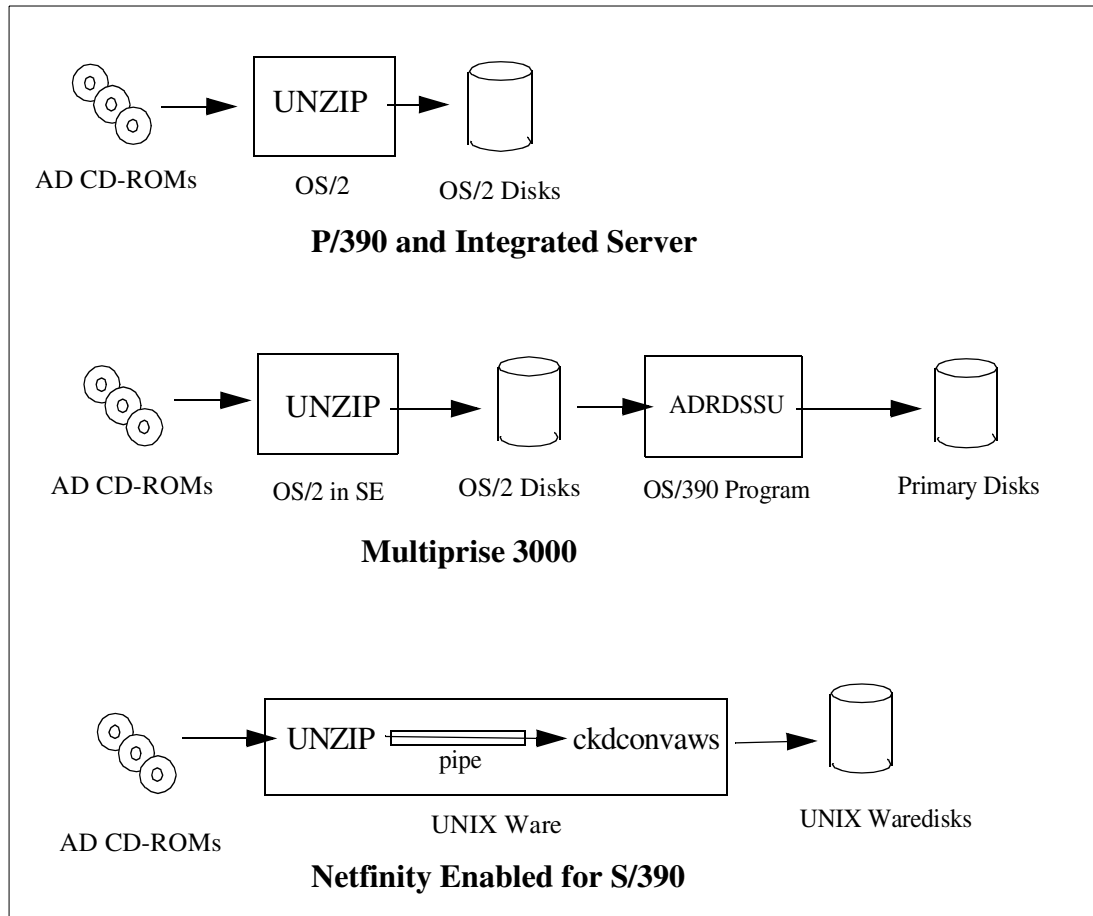 UNZIP
AD CD-ROMs
OS/2
OS/2 Disks
P/390 and Integrated Server
UNZIP
ADRDSSU
AD CD-ROMs
OS/2 in SE
OS/2 Disks
OS/390 Program
Primary Disks
Multiprise 3000
UNZIP
pipe
ckdconvaws
AD CD-ROMs
UNIX Ware
UNIX Waredisks
Netfinity Enabled for S/390